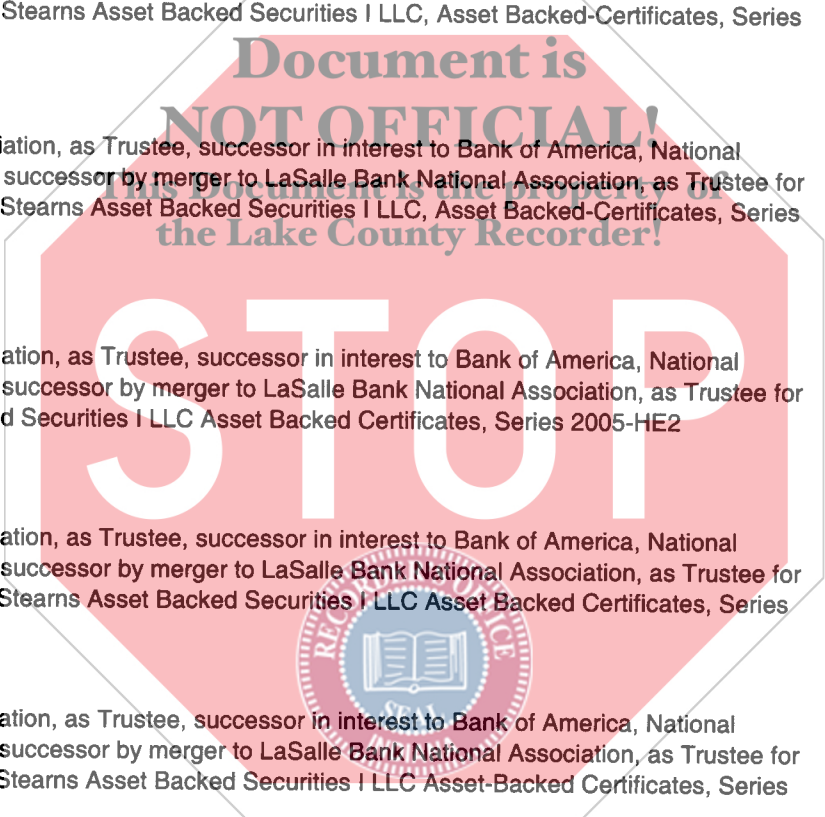 Stearns Asset Backed Securities I LLC, Asset Backed-Certificates, Series
Document is
NOT OFFICIAL!
iation, as Trustee, successor in interest to Bank of America, National
successor by merger to LaSalle Bank National Association, as Trustee for
This Document is the property of
Stearns Asset Backed Securities I LLC, Asset Backed-Certificates, Series
the Lake County Recorder!
STOP
ation, as Trustee, successor in interest to Bank of America, National
successor by merger to LaSalle Bank National Association, as Trustee for
d Securities I LLC Asset Backed Certificates, Series 2005-HE2
ation, as Trustee, successor in interest to Bank of America, National
successor by merger to LaSalle Bank National Association, as Trustee for
Stearns Asset Backed Securities I LLC Asset Backed Certificates, Series
RECORDER'S OFFICE
SEAL
INDIANA
ation, as Trustee, successor in interest to Bank of America, National
successor by merger to LaSalle Bank National Association, as Trustee for
Stearns Asset Backed Securities I LLC Asset-Backed Certificates, Series